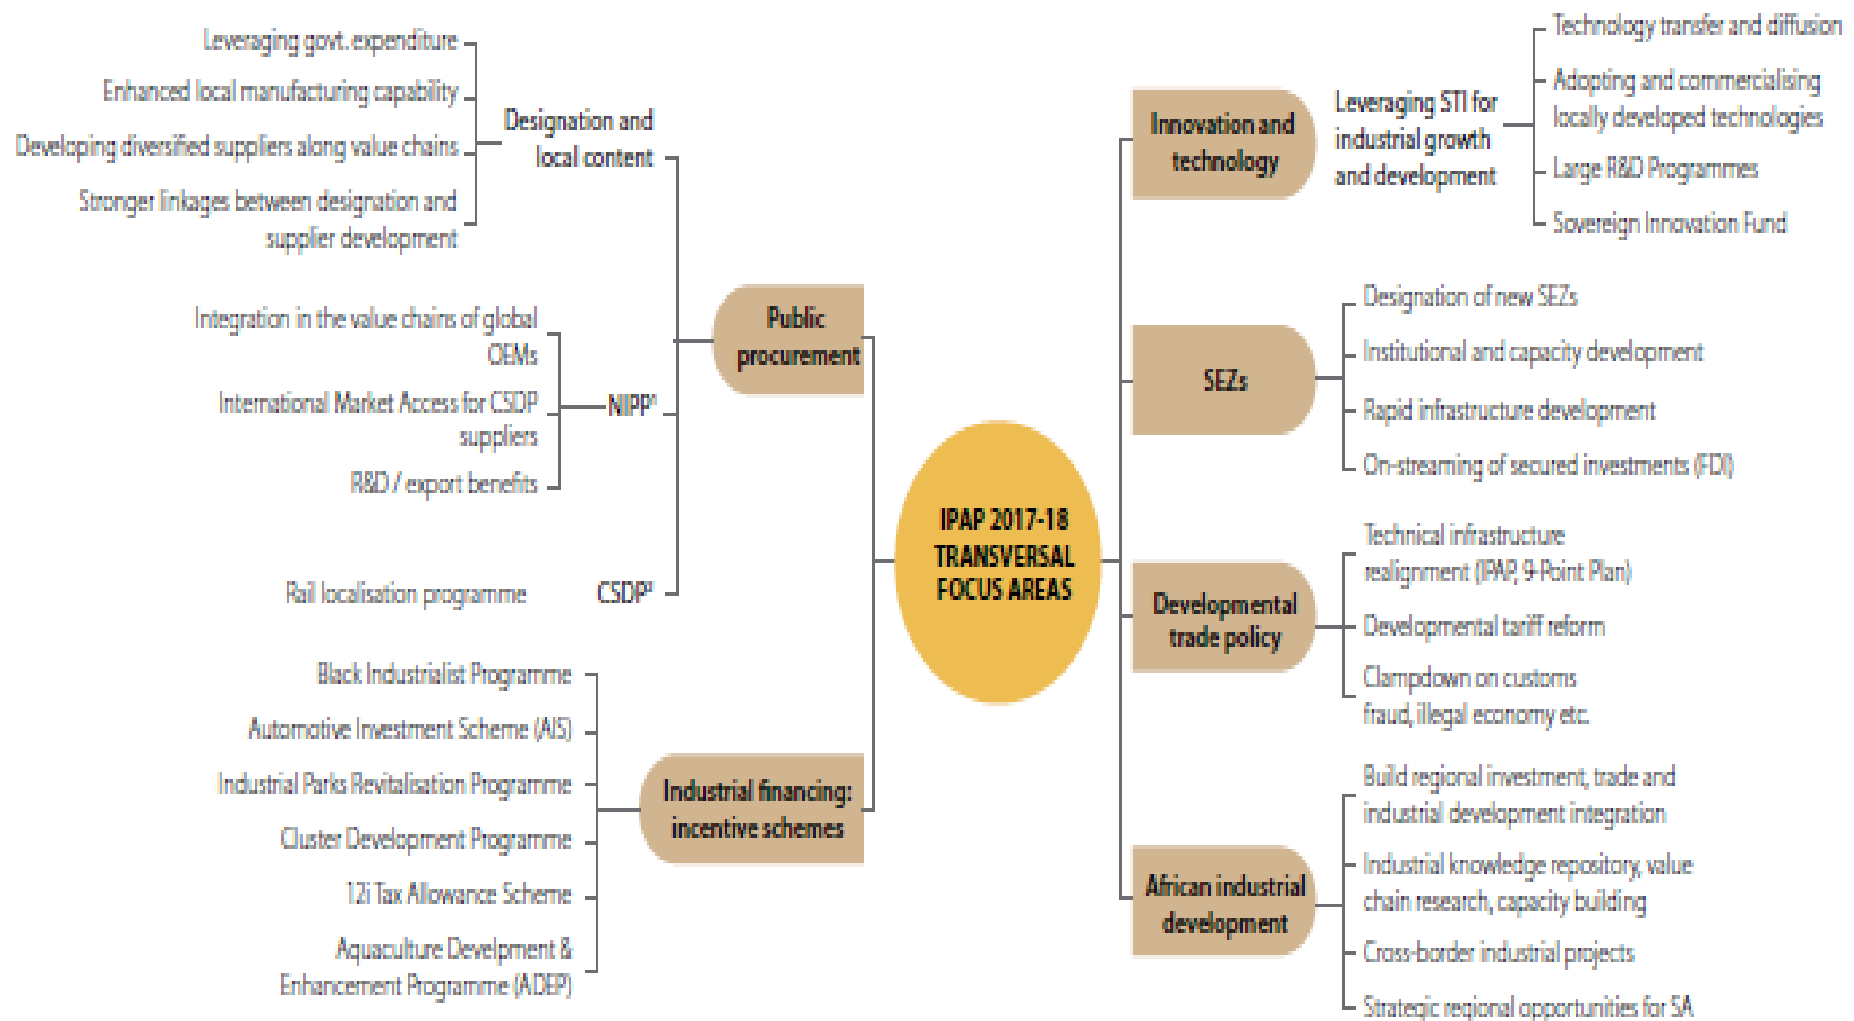 Leveraging govt. expenditure
Enhanced local manufacturing capability
Developing diversified suppliers along value chains
Stronger linkages between designation and
supplier development
Designation and
local content
Integration in the value chains of global
OEMs
International Market Access for CSDP
suppliers
R&D / export benefits
NIPP
Rail localisation programme
CSDP
Public
procurement
Black Industrialist Programme
Automotive Investment Scheme (AIS)
Industrial Parks Revitalisation Programme
Cluster Development Programme
12i Tax Allowance Scheme
Aquaculture Develpment &
Enhancement Programme (ADEP)
Industrial financing:
incentive schemes
IPAP 2017-18
TRANSVERSAL
FOCUS AREAS
Innovation and
technology
Leveraging STI for
industrial growth
and development
Technology transfer and diffusion
Adopting and commercialising
locally developed technologies
Large R&D Programmes
Sovereign Innovation Fund
SEZs
Designation of new SEZs
Institutional and capacity development
Rapid infrastructure development
On-streaming of secured investments (FDI)
Developmental
trade policy
Technical infrastructure
realignment (IPAP, 9-Point Plan)
Developmental tariff reform
Clampdown on customs
fraud, illegal economy etc.
African industrial
development
Build regional investment, trade and
industrial development integration
Industrial knowledge repository, value
chain research, capacity building
Cross-border industrial projects
Strategic regional opportunities for SA